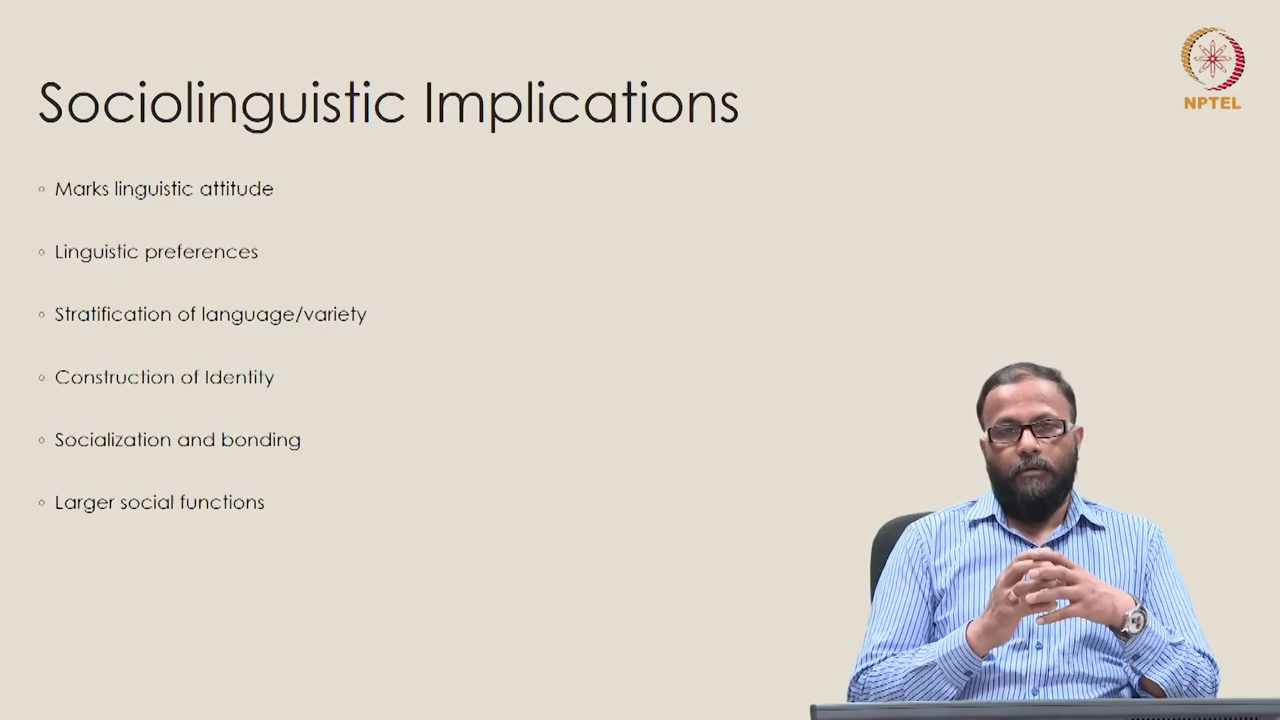 NPTEL
Sociolinguistic Implications
Marks linguistic attitude
Linguistic preferences
Stratification of language/variety
Construction of Identity
Socialization and bonding
Larger social functions